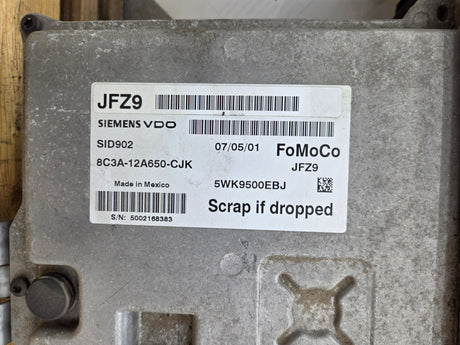 JFZ9
SIEMENS VDO
SID902 07/05/01 FoMoCo
8C3A-12A650-CJK JFZ9
Made in Mexico 5WK9500EBJ
S/N: 5002168383 Scrap if dropped